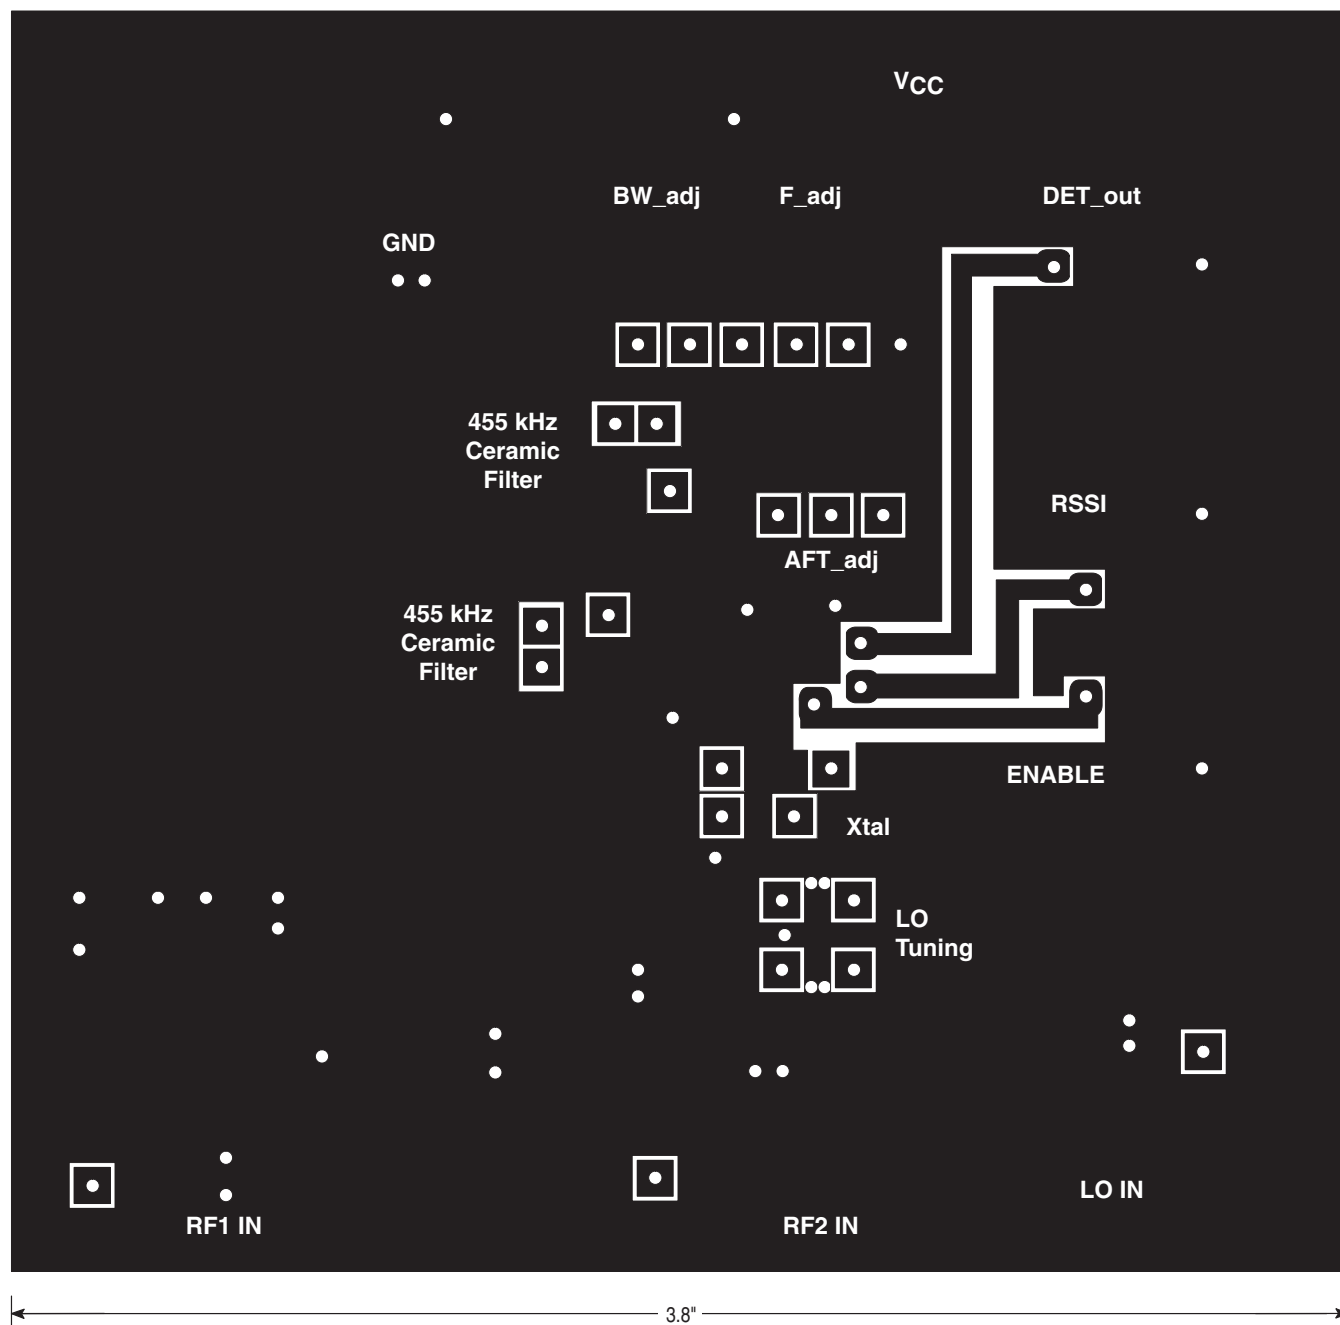 VCC
BW_adj
F_adj
DET_out
GND
455 kHz
Ceramic
Filter
RSSI
AFT_adj
455 kHz
Ceramic
Filter
ENABLE
Xtal
LO
Tuning
LO IN
RF1 IN
RF2 IN
3.8"